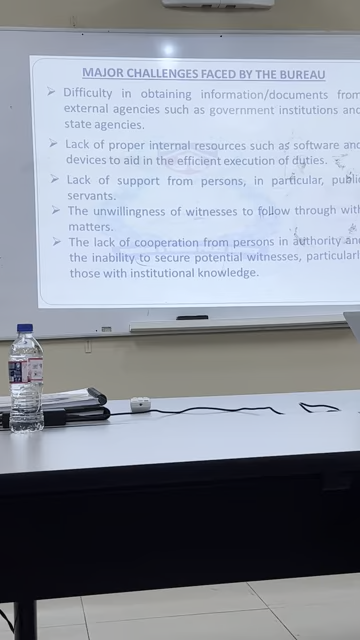 MAJOR CHALLENGES FACED BY THE BUREAU
➢ Difficulty in obtaining information/documents from
external agencies such as government institutions and
state agencies.
➢ Lack of proper internal resources such as software and
devices to aid in the efficient execution of duties.
➢ Lack of support from persons, in particular, public
servants.
➢ The unwillingness of witnesses to follow through with
matters.
➢ The lack of cooperation from persons in authority and
the inability to secure potential witnesses, particularl
those with institutional knowledge.